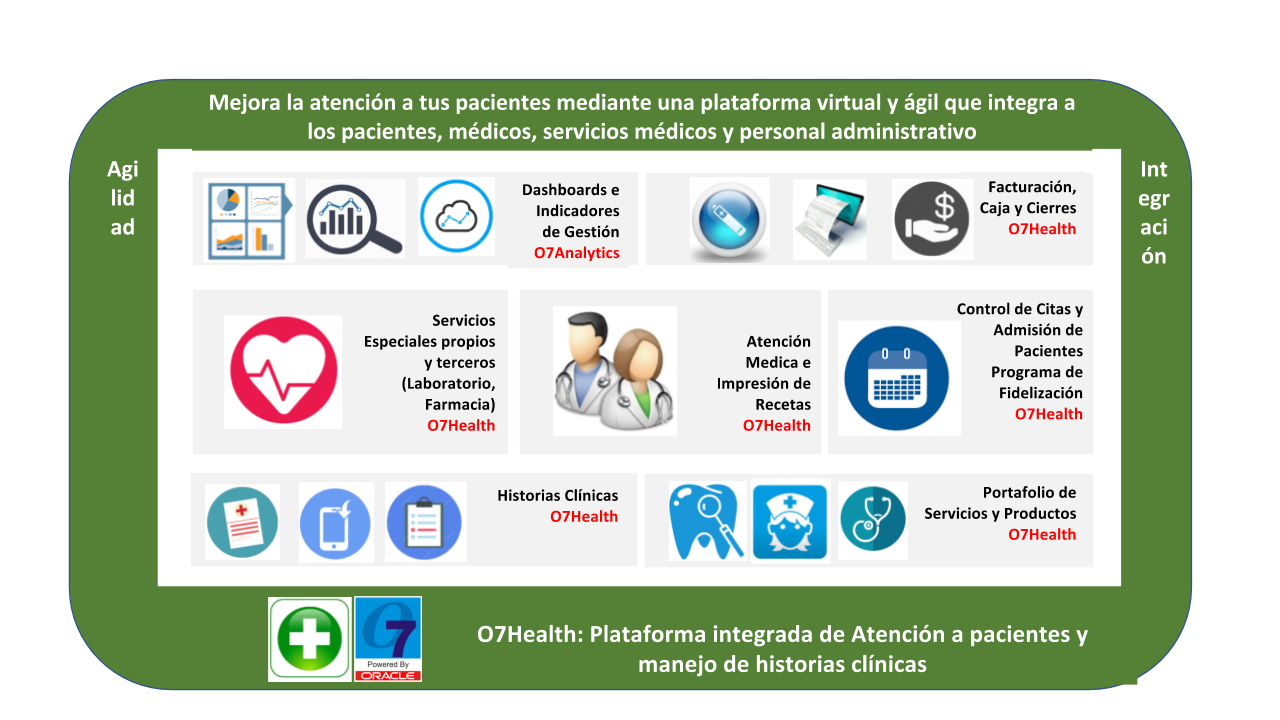 Mejora la atención a tus pacientes mediante una plataforma virtual y ágil que integra a
los pacientes, médicos, servicios médicos y personal administrativo
Agi
lid
ad
Int
egr
aci
ón
Dashboards e
Indicadores
de Gestión
O7Analytics
Facturación,
Caja y Cierres
O7Health
$
Servicios
Especiales propios
y terceros
(Laboratorio,
Farmacia)
O7Health
Atención
Medica e
Impresión de
Recetas
O7Health
Control de Citas y
Admisión de
Pacientes
Programa de
Fidelización
O7Health
Historias Clínicas
O7Health
Portafolio de
Servicios y Productos
O7Health
O7
Powered By
ORACLE
O7Health: Plataforma integrada de Atención a pacientes y
manejo de historias clínicas